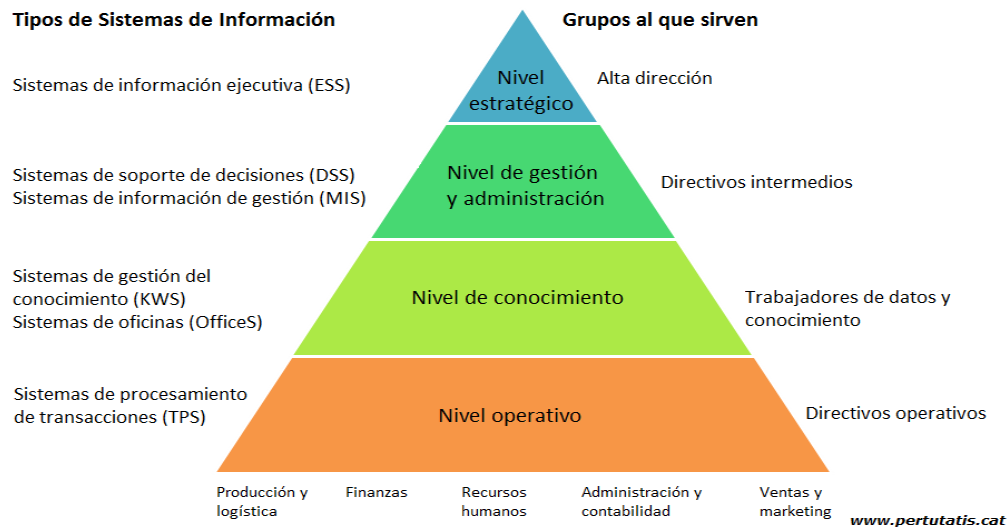 Tipos de Sistemas de Información
Grupos al que sirven
Sistemas de información ejecutiva (ESS)
Nivel
estratégico
Alta dirección
Sistemas de soporte de decisiones (DSS)
Sistemas de información de gestión (MIS)
Nivel de gestión
y administración
Directivos intermedios
Sistemas de gestión del
conocimiento (KWS)
Sistemas de oficinas (OfficeS)
Nivel de conocimiento
Trabajadores de datos y
conocimiento
Sistemas de procesamiento
de transacciones (TPS)
Nivel operativo
Directivos operativos
Producción y
logística
Finanzas
Recursos
humanos
Administración y
contabilidad
Ventas y
marketing
www.pertutatis.cat